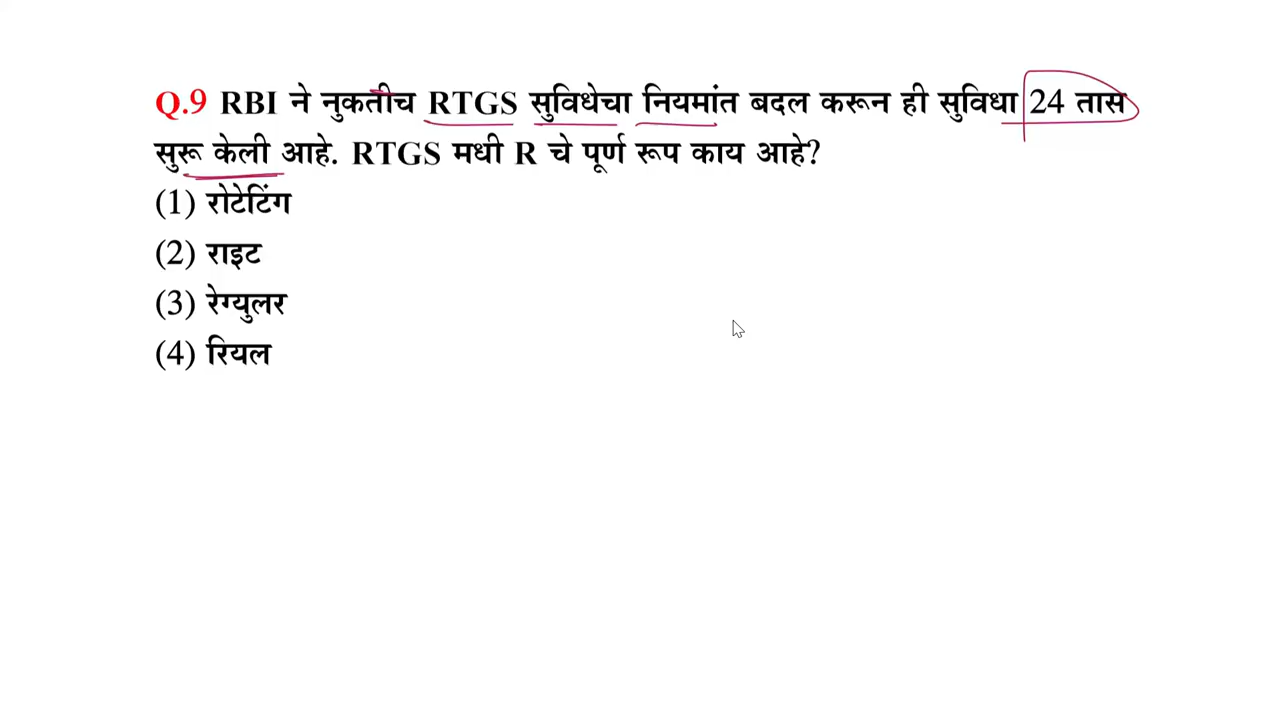 Q.9 RBI ने नुकतीच RTGS सुविधेचा नियमांत बदल करून ही सुविधा 24 तास
सुरू केली आहे. RTGS मधी R चे पूर्ण रूप काय आहे?
(1) रोटेटिंग
(2) राइट
(3) रेग्युलर
(4) रियल